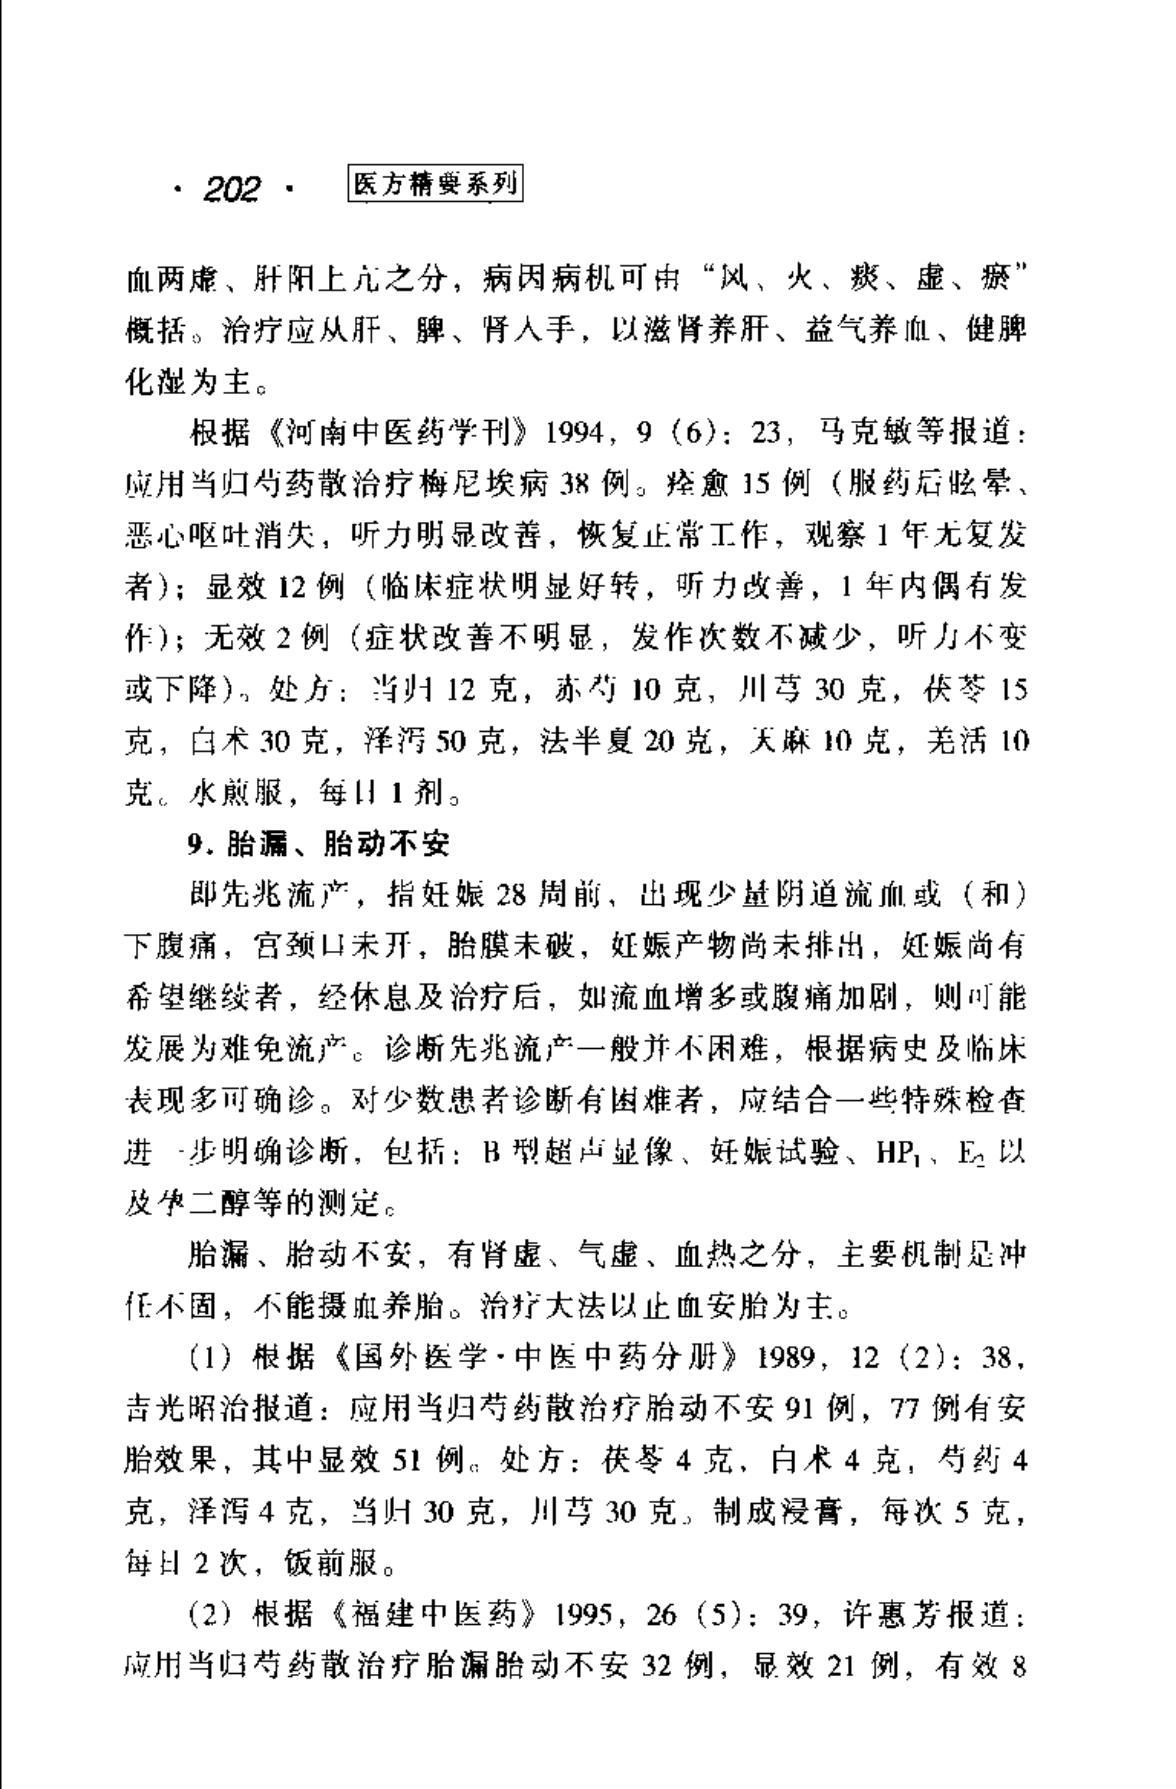 · 202 · 医方精要系列
血两虚、肝阳上亢之分，病因病机可由“风、火、痰、虚、瘀”
概括。治疗应从肝、脾、肾人手，以滋肾养肝、益气养血、健脾
化湿为主。
根据《河南中医药学刊》1994，9（6）：23，马克敏等报道：
应用当归芍药散治疗梅尼埃病 38 例。痊愈 15 例（服药后眩晕、
恶心呕吐消失，听力明显改善，恢复正常工作，观察 1 年无复发
者）；显效 12 例（临床症状明显好转，听力改善，1 年内偶有发
作）；无效 2 例（症状改善不明显，发作次数不减少，听力不变
或下降）。处方：当归 12 克，赤芍 10 克，川芎 30 克，茯苓 15
克，白术 30 克，泽泻 50 克，法半夏 20 克，天麻 10 克，羌活 10
克。水煎服，每日 1 剂。
9. 胎漏、胎动不安
即先兆流产，指妊娠 28 周前，出现少量阴道流血或（和）
下腹痛，宫颈口未开，胎膜未破，妊娠产物尚未排出，妊娠尚有
希望继续者，经休息及治疗后，如流血增多或腹痛加剧，则可能
发展为难免流产。诊断先兆流产一般并不困难，根据病史及临床
表现多可确诊。对少数患者诊断有困难者，应结合一些特殊检查
进一步明确诊断，包括：B 型超声显像、妊娠试验、HP₁、E₂ 以
及孕二醇等的测定。
胎漏、胎动不安，有肾虚、气虚、血热之分，主要机制是冲
任不固，不能摄血养胎。治疗大法以止血安胎为主。
（1）根据《国外医学·中医中药分册》1989，12（2）：38，
吉光昭治报道：应用当归芍药散治疗胎动不安 91 例，77 例有安
胎效果，其中显效 51 例。处方：茯苓 4 克，白术 4 克，芍药 4
克，泽泻 4 克，当归 30 克，川芎 30 克。制成浸膏，每次 5 克，
每日 2 次，饭前服。
（2）根据《福建中医药》1995，26（5）：39，许惠芳报道：
应用当归芍药散治疗胎漏胎动不安 32 例，显效 21 例，有效 8